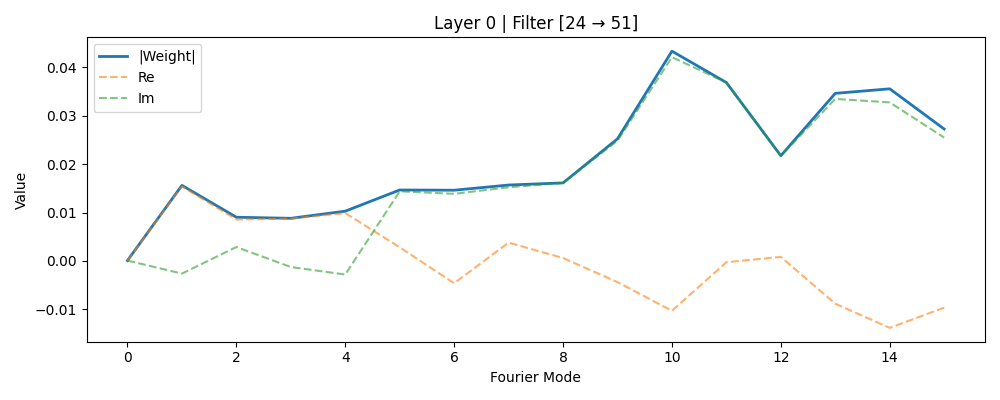 Layer 0 | Filter [24 → 51]
|Weight|
Re
Im
Value
0.04
0.03
0.02
0.01
0.00
−0.01
0 2 4 6 8 10 12 14
Fourier Mode